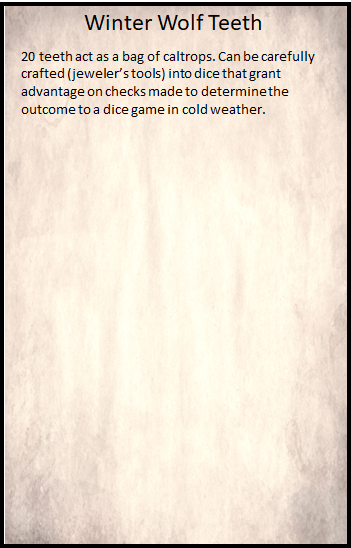 Winter Wolf Teeth
20 teeth act as a bag of caltrops. Can be carefully
crafted (jeweler's tools) into dice that grant
advantage on checks made to determine the
outcome to a dice game in cold weather.